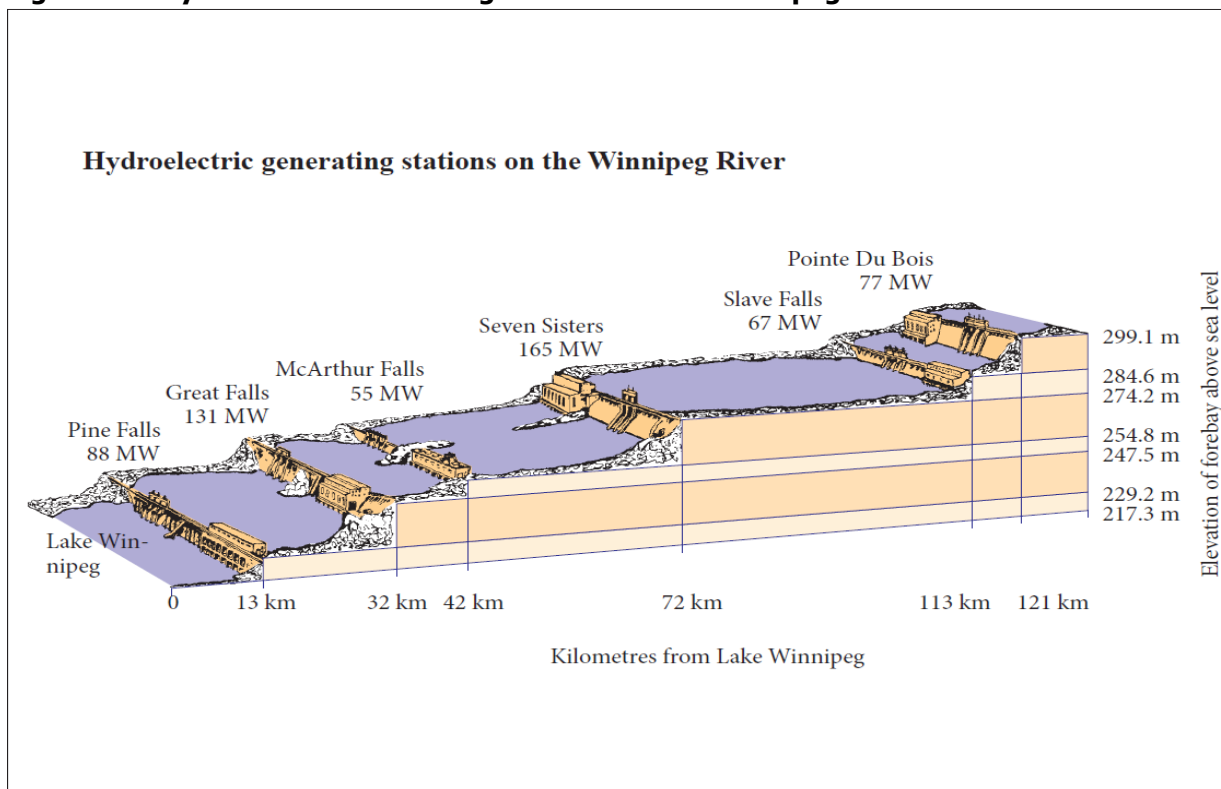 Hydroelectric generating stations on the Winnipeg River
Pointe Du Bois
77 MW
Slave Falls
67 MW
Seven Sisters
165 MW
McArthur Falls
55 MW
Great Falls
131 MW
Pine Falls
88 MW
Lake Win-
nipeg
299.1 m
284.6 m
274.2 m
254.8 m
247.5 m
229.2 m
217.3 m
Elevation of forebay above sea level
0 13 km 32 km 42 km 72 km 113 km 121 km
Kilometres from Lake Winnipeg